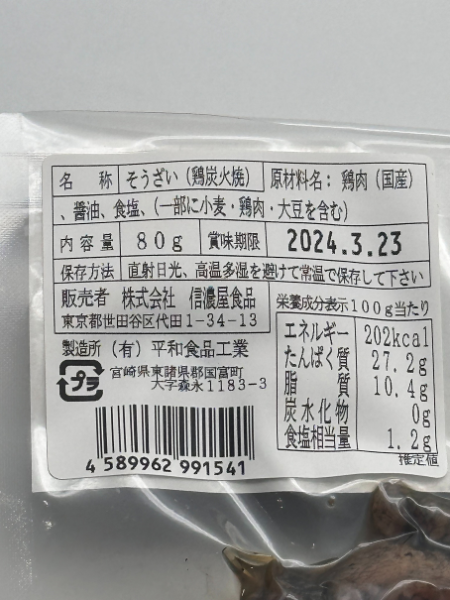 名 称 そうざい（鶏炭火焼） 原材料名：鶏肉（国産）
、醤油、食塩、（一部に小麦・鶏肉・大豆を含む）
内容量 80g 賞味期限 2024.3.23
保存方法 直射日光、高温多湿を避けて常温で保存して下さい
販売者 株式会社 信濃屋食品
東京都世田谷区代田1-34-13
製造所（有）平和食品工業
宮崎県東諸県郡国富町
大字森永1183-3
プラ
4 589962 991541
栄養成分表示100g当たり
エネルギー 202kcal
たんぱく質 27.2g
脂 質 10.4g
炭水化物 0g
食塩相当量 1.2g
推定値